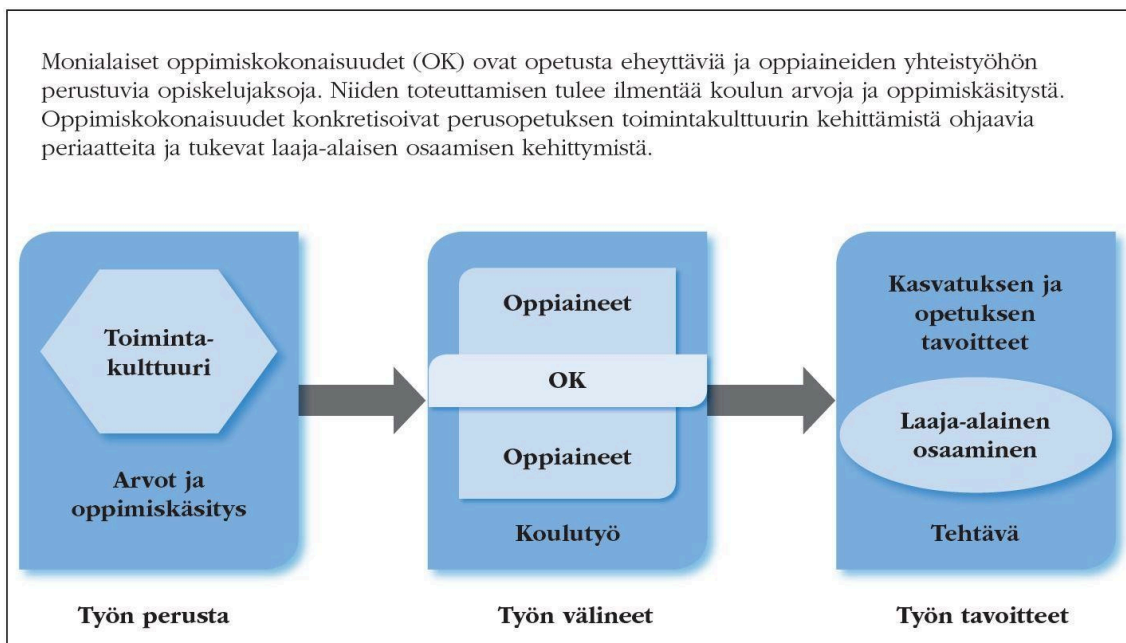 Monialaiset oppimiskokonaisuudet (OK) ovat opetusta eheyttäviä ja oppiaineiden yhteistyöhön
perustuvia opiskelujaksoja. Niiden toteuttamisen tulee ilmentää koulun arvoja ja oppimiskäsitystä.
Oppimiskokonaisuudet konkretisoivat perusopetuksen toimintakulttuurin kehittämistä ohjaavia
periaatteita ja tukevat laaja-alaisen osaamisen kehittymistä.
Toiminta-
kulttuuri
Arvot ja
oppimiskäsitys
Työn perusta
Oppiaineet
OK
Oppiaineet
Koulutyö
Työn välineet
Kasvatuksen ja
opetuksen
tavoitteet
Laaja-alainen
osaaminen
Tehtävä
Työn tavoitteet